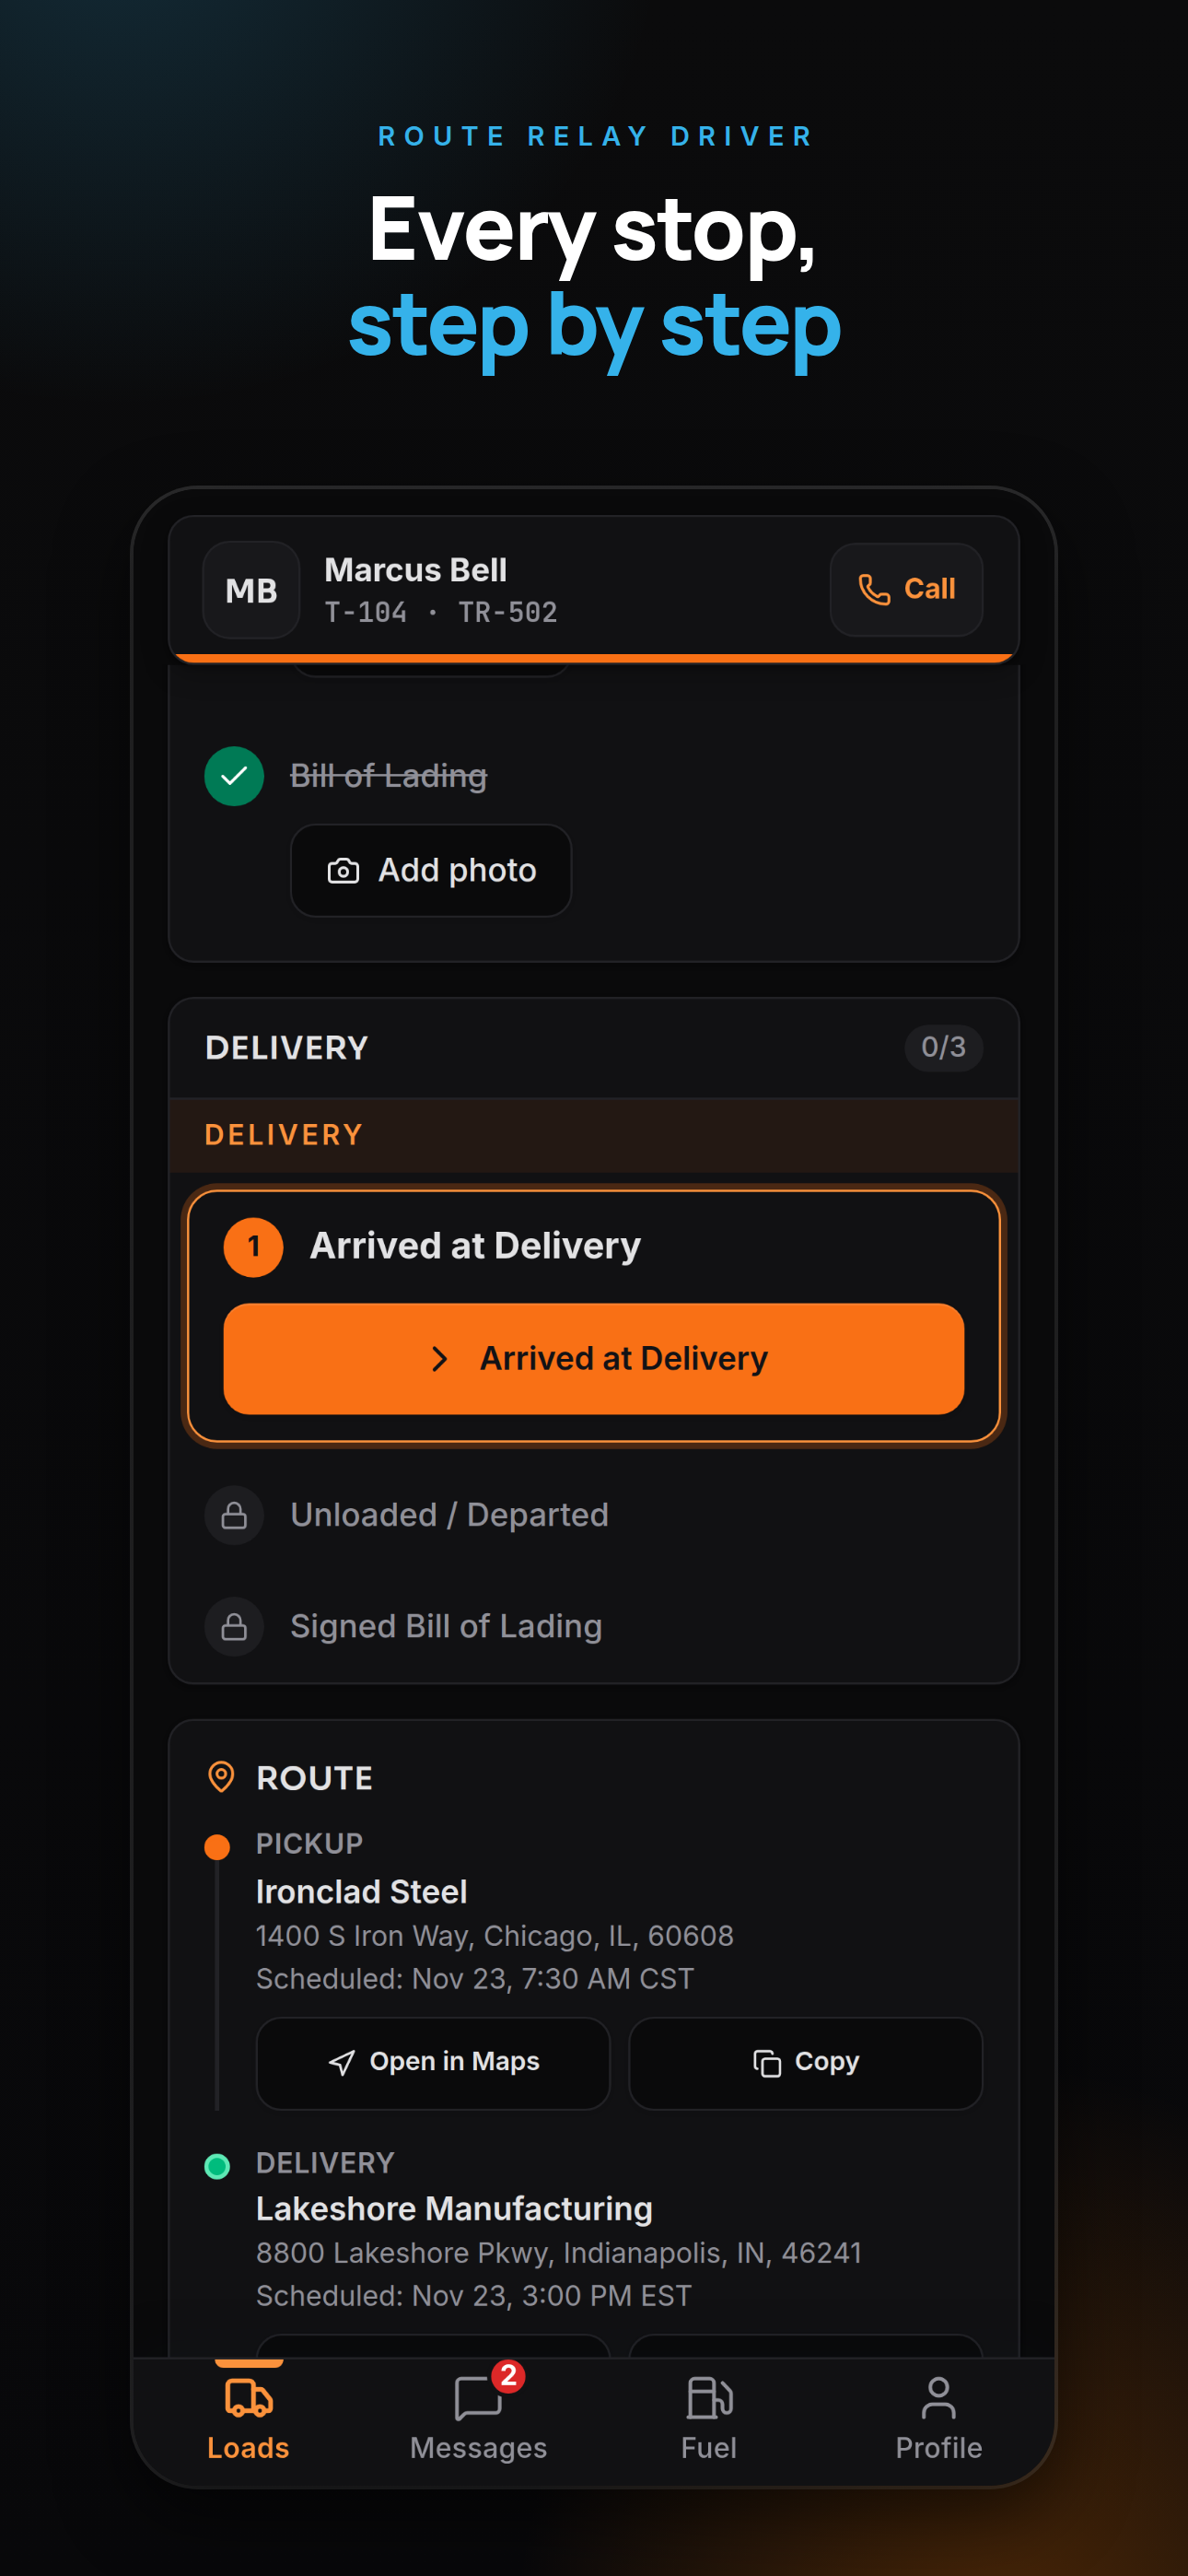 ROUTE RELAY DRIVER
Every stop,
step by step
MB
Marcus Bell
T-104 · TR-502
Call
Bill of Lading
Add photo
DELIVERY
0/3
DELIVERY
1
Arrived at Delivery
Arrived at Delivery
Unloaded / Departed
Signed Bill of Lading
ROUTE
PICKUP
Ironclad Steel
1400 S Iron Way, Chicago, IL, 60608
Scheduled: Nov 23, 7:30 AM CST
Open in Maps
Copy
DELIVERY
Lakeshore Manufacturing
8800 Lakeshore Pkwy, Indianapolis, IN, 46241
Scheduled: Nov 23, 3:00 PM EST
2
Loads
Messages
Fuel
Profile